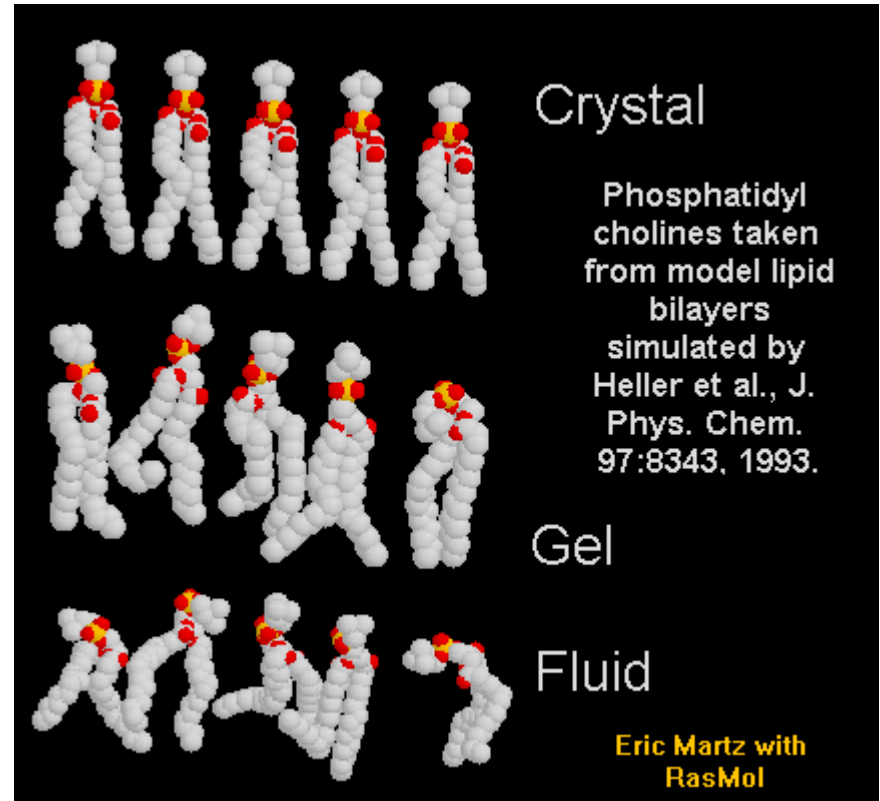 Crystal
Phosphatidyl
cholines taken
from model lipid
bilayers
simulated by
Heller et al., J.
Phys. Chem.
97:8343, 1993.
Gel
Fluid
Eric Martz with
RasMol